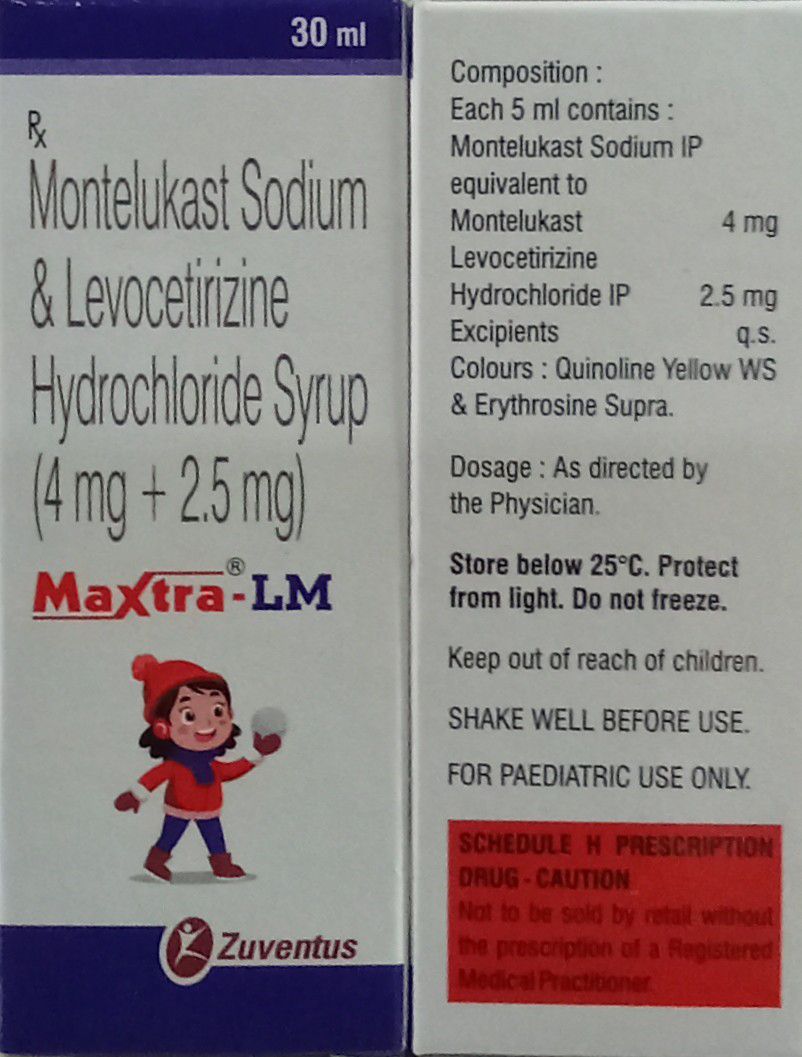 30 ml
Rx
Montelukast Sodium
& Levocetirizine
Hydrochloride Syrup
(4 mg + 2.5 mg)
Maxtra®-LM
Zuventus
Composition :
Each 5 ml contains :
Montelukast Sodium IP
equivalent to
Montelukast 4 mg
Levocetirizine
Hydrochloride IP 2.5 mg
Excipients q.s.
Colours : Quinoline Yellow WS
& Erythrosine Supra.
Dosage : As directed by
the Physician.
Store below 25°C. Protect
from light. Do not freeze.
Keep out of reach of children.
SHAKE WELL BEFORE USE.
FOR PAEDIATRIC USE ONLY.
SCHEDULE H PRESCRIPTION
DRUG - CAUTION
Not to be sold by retail without
the prescription of a Registered
Medical Practitioner.